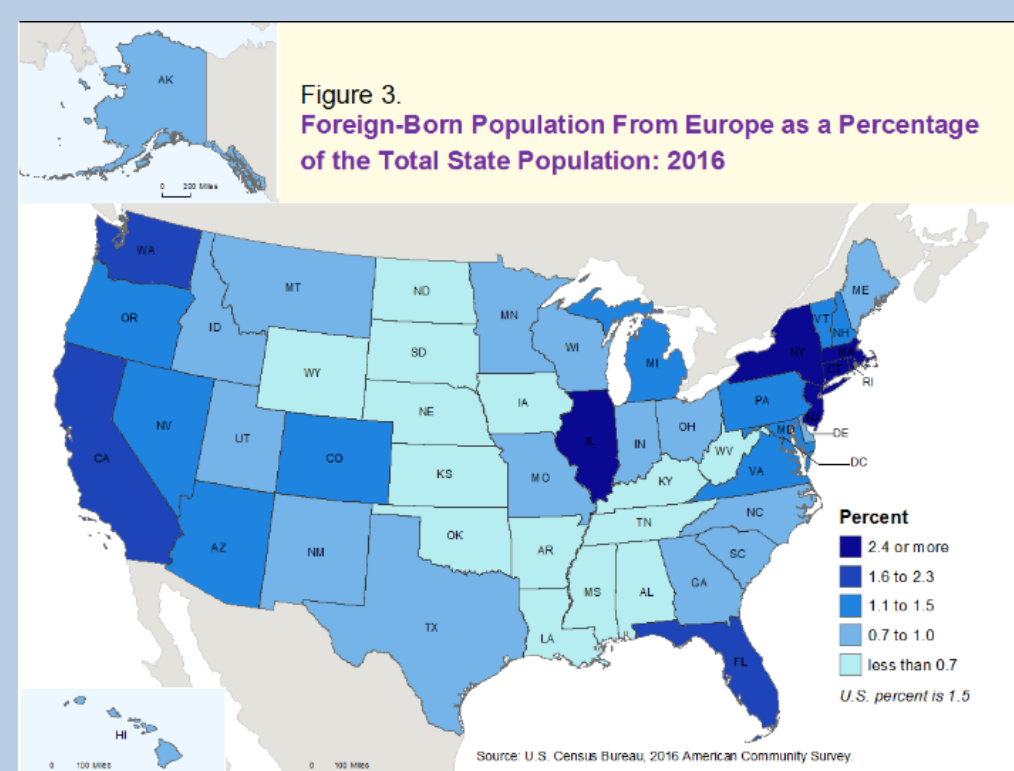 AK
0 200 Miles
Figure 3.
Foreign-Born Population From Europe as a Percentage
of the Total State Population: 2016
WA
OR
CA
NV
ID
MT
WY
UT
CO
AZ
NM
ND
SD
NE
KS
OK
TX
MN
IA
MO
AR
LA
WI
IL
MI
IN
OH
KY
TN
MS
AL
GA
FL
SC
NC
VA
WV
PA
NY
VT
NH
ME
MA
CT
RI
MD
DE
DC
Percent
2.4 or more
1.6 to 2.3
1.1 to 1.5
0.7 to 1.0
less than 0.7
U.S. percent is 1.5
HI
0 100 Miles
0 100 Miles
Source: U.S. Census Bureau, 2016 American Community Survey.